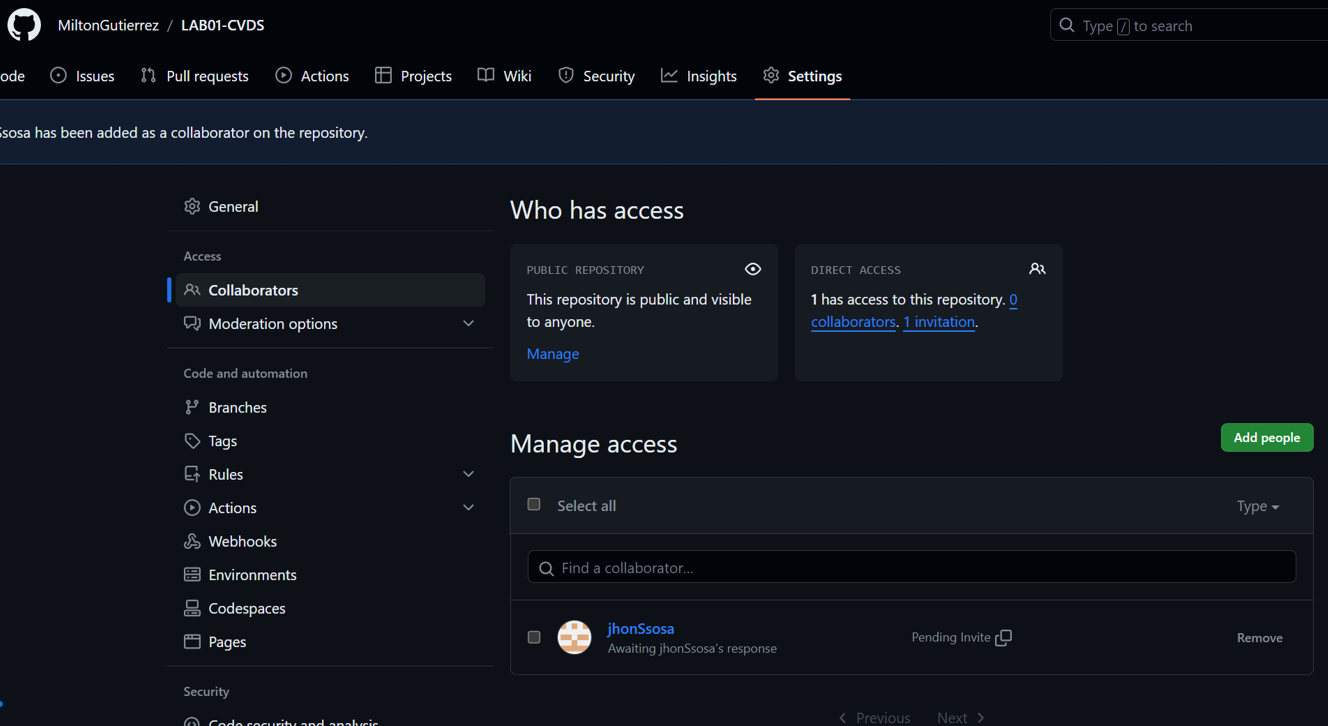 MiltonGutierrez / LAB01-CVDS
Type / to search
ode Issues Pull requests Actions Projects Wiki Security Insights Settings
Ssosa has been added as a collaborator on the repository.
General
Access
Collaborators
Moderation options
Code and automation
Branches
Tags
Rules
Actions
Webhooks
Environments
Codespaces
Pages
Security
Code security and analysis
Who has access
PUBLIC REPOSITORY
This repository is public and visible
to anyone.
Manage
DIRECT ACCESS
1 has access to this repository. 0
collaborators. 1 invitation.
Manage access
Add people
Select all
Type
Find a collaborator...
jhonSsosa
Awaiting jhonSsosa's response
Pending Invite
Remove
Previous Next